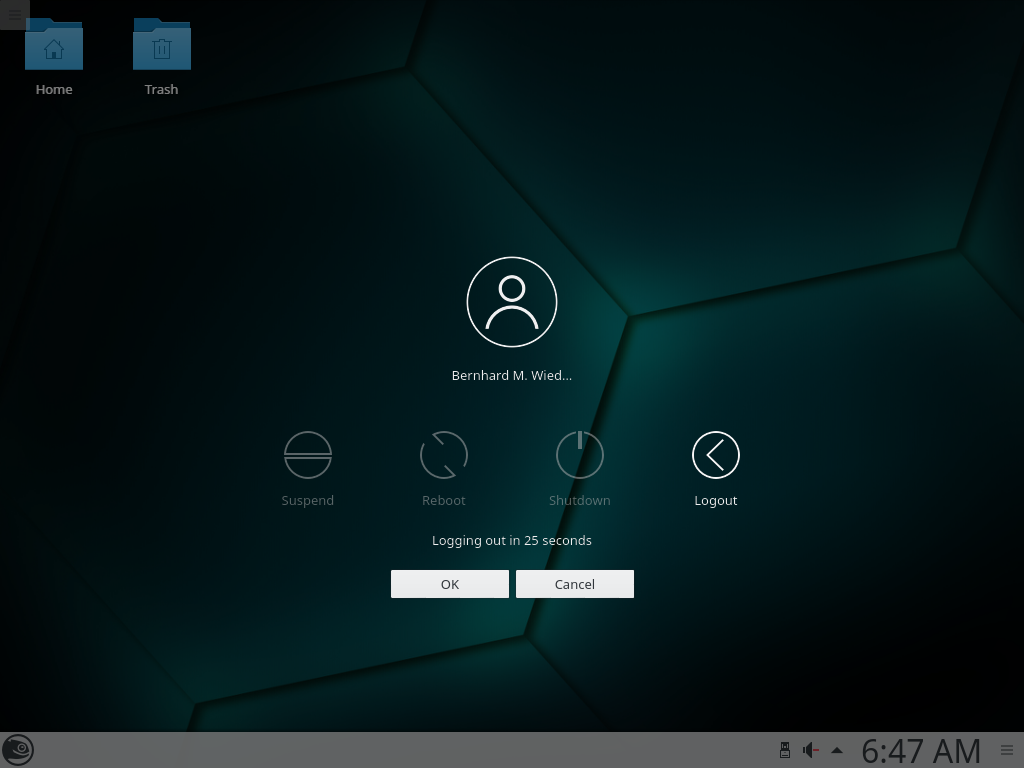 Home
Trash
Bernhard M. Wied...
Suspend
Reboot
Shutdown
Logout
Logging out in 25 seconds
OK
Cancel
6:47 AM